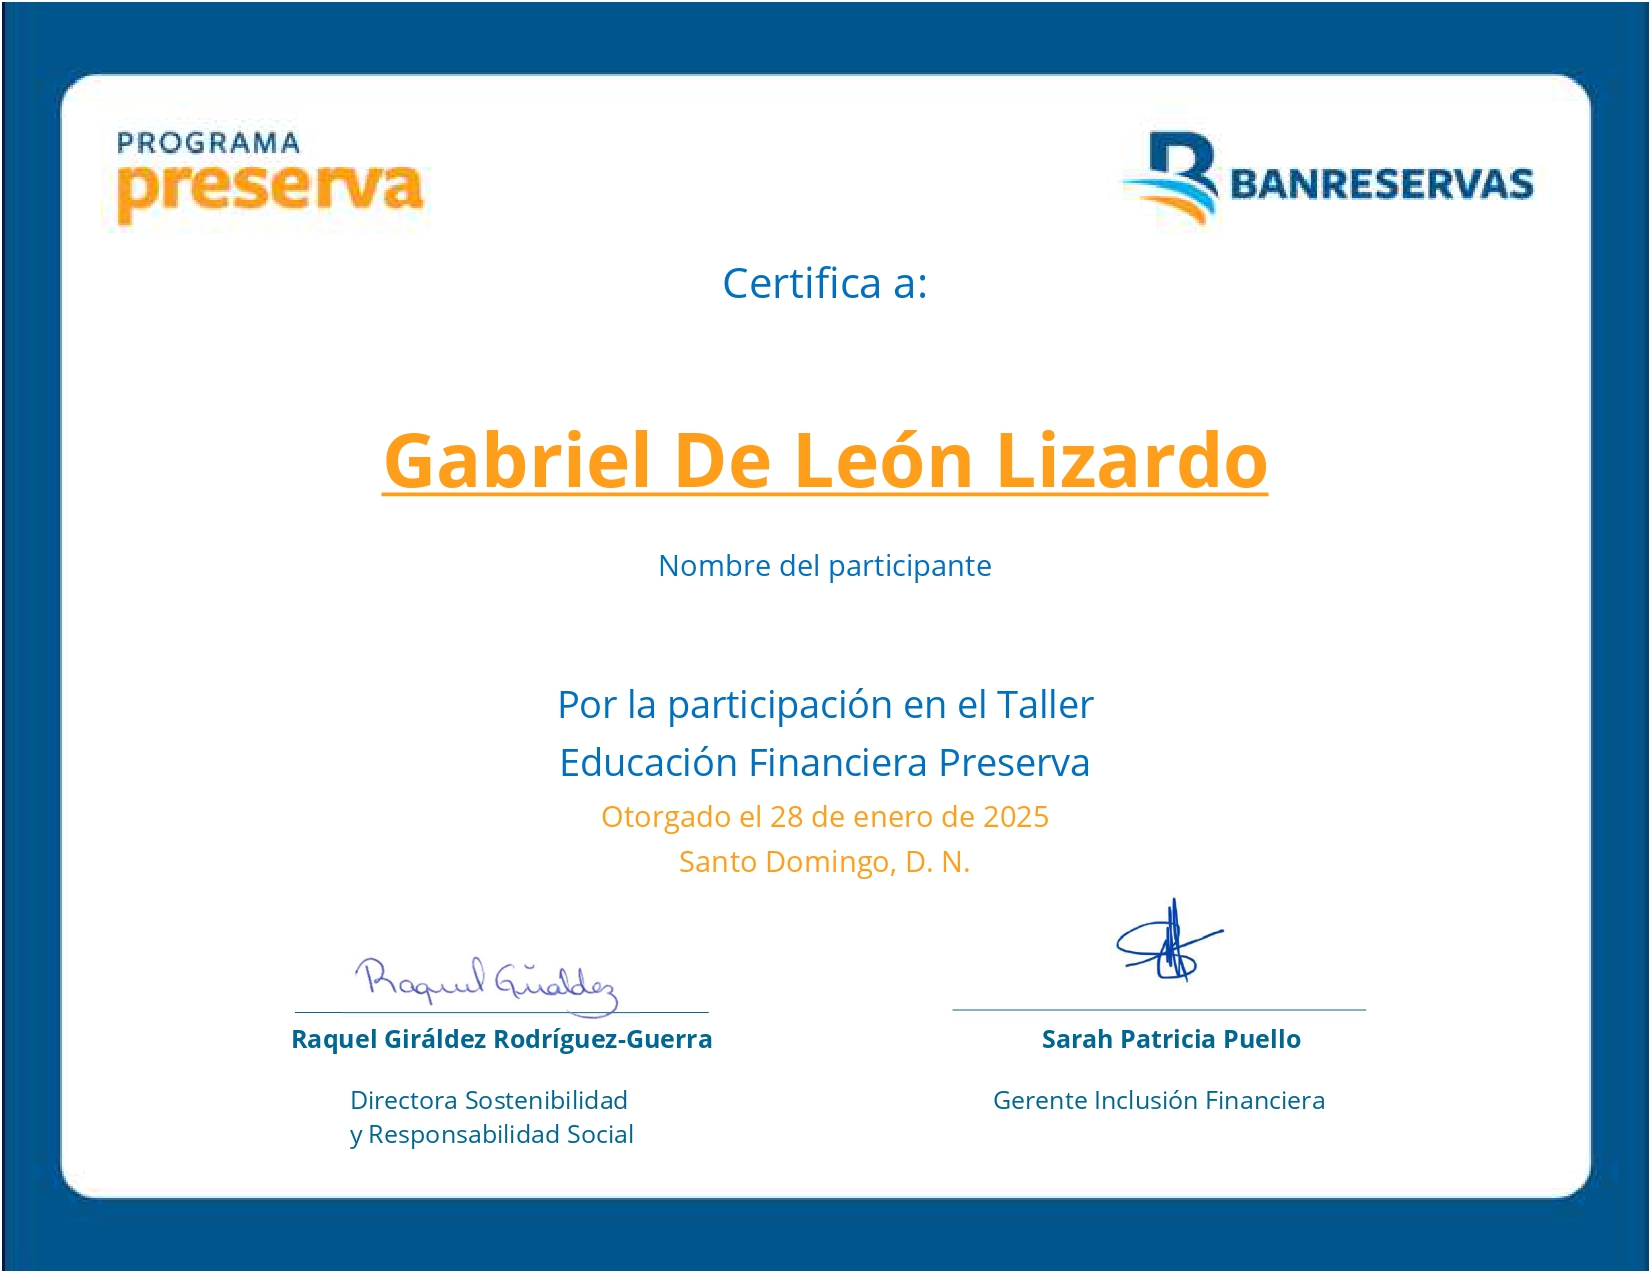 PROGRAMA
preserva
BANRESERVAS
Certifica a:
Gabriel De León Lizardo
Nombre del participante
Por la participación en el Taller
Educación Financiera Preserva
Otorgado el 28 de enero de 2025
Santo Domingo, D. N.
Raquel Giráldez
Raquel Giráldez Rodríguez-Guerra
Sarah Patricia Puello
Directora Sostenibilidad
y Responsabilidad Social
Gerente Inclusión Financiera